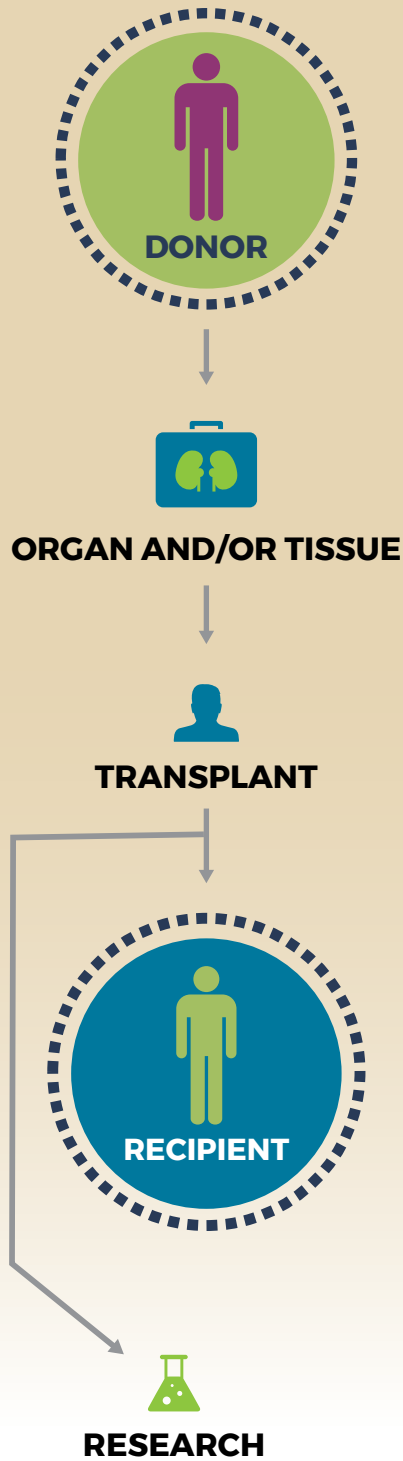 DONOR
ORGAN AND/OR TISSUE
TRANSPLANT
RECIPIENT
RESEARCH